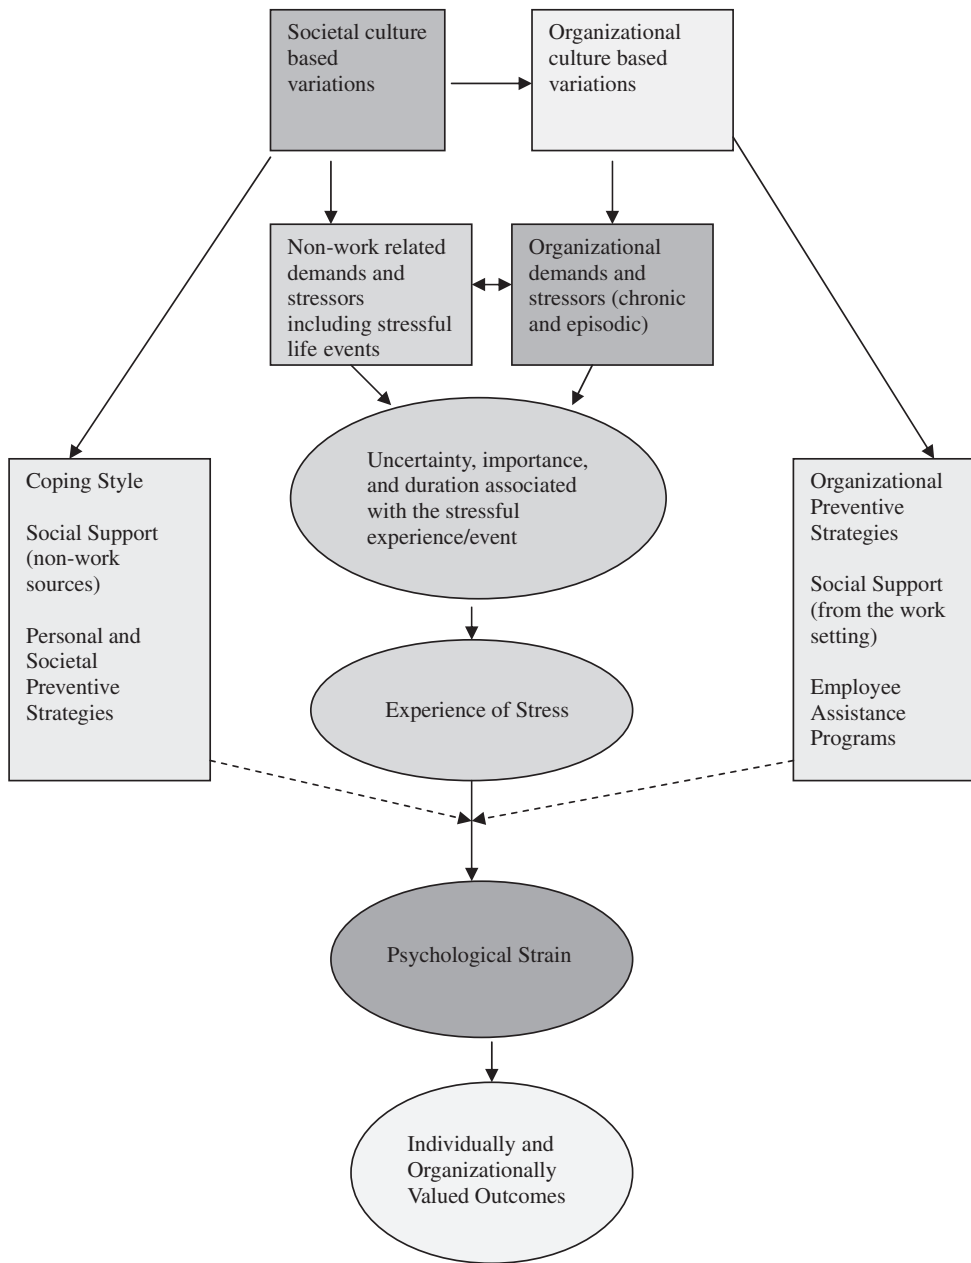 Societal culture
based
variations
Organizational
culture based
variations
Non-work related
demands and
stressors
including stressful
life events
Organizational
demands and
stressors (chronic
and episodic)
Uncertainty, importance,
and duration associated
with the stressful
experience/event
Coping Style
Social Support
(non-work
sources)
Personal and
Societal
Preventive
Strategies
Organizational
Preventive
Strategies
Social Support
(from the work
setting)
Employee
Assistance
Programs
Experience of Stress
Psychological Strain
Individually and
Organizationally
Valued Outcomes